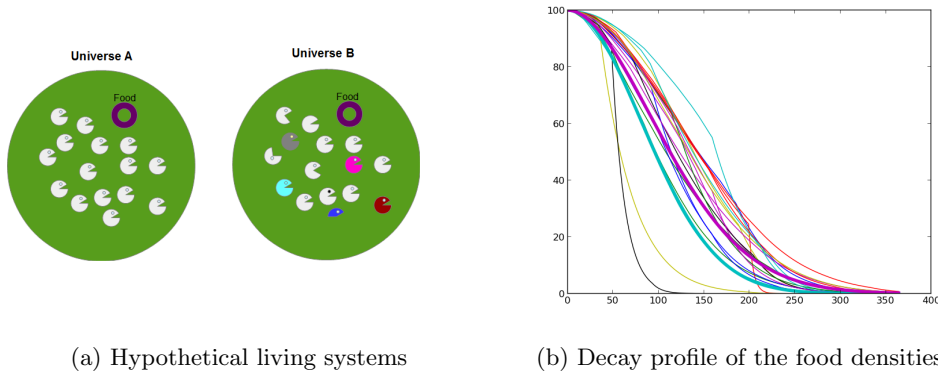 Universe A
Food
Universe B
Food
100
80
60
40
20
0
0 50 100 150 200 250 300 350 400
(a) Hypothetical living systems
(b) Decay profile of the food densities